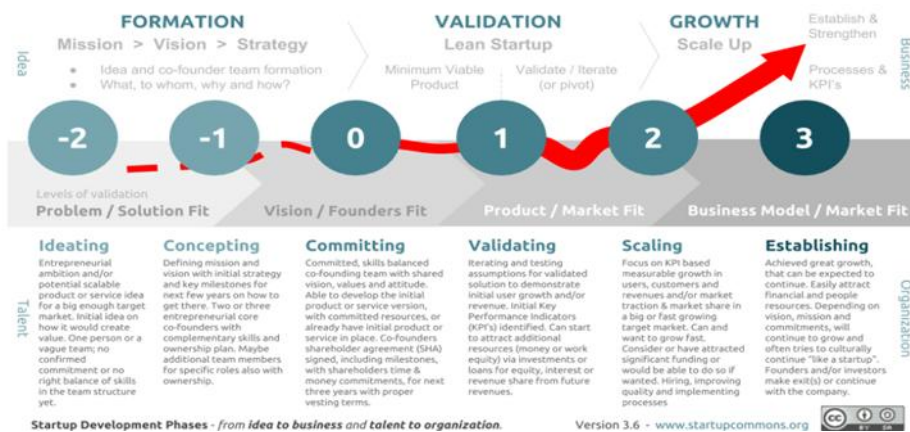 FORMATION
Mission > Vision > Strategy
• Idea and co-founder team formation
• What, to whom, why and how?
VALIDATION
Lean Startup
Minimum Viable
Product
Validate / Iterate
(or pivot)
GROWTH
Scale Up
Establish &
Strengthen
Processes &
KPI's
Idea
Business
-2
-1
0
1
2
3
Levels of validation
Problem / Solution Fit
Vision / Founders Fit
Product / Market Fit
Business Model / Market Fit
Talent
Organization
Ideating
Entrepreneurial
ambition and/or
potential scalable
product or service idea
for a big enough target
market. Initial idea on
how it would create
value. One person or a
vague team; no
confirmed
commitment or no
right balance of skills
in the team structure
yet.
Concepting
Defining mission and
vision with initial strategy
and key milestones for
next few years on how to
get there. Two or three
entrepreneurial core
co-founders with
complementary skills and
ownership plan. Maybe
additional team members
for specific roles also with
ownership.
Committing
Committed, skills balanced
co-founding team with shared
vision, values and attitude.
Able to develop the initial
product or service version,
with committed resources, or
already have initial product or
service in place. Co-founders
shareholder agreement (SHA)
signed, including milestones,
with shareholders time &
money commitments, for next
three years with proper
vesting terms.
Validating
Iterating and testing
assumptions for validated
solution to demonstrate
initial user growth and/or
revenue. Initial Key
Performance Indicators
(KPI's) identified. Can start
to attract additional
resources (money or work
equity) via investments or
loans for equity, interest or
revenue share from future
revenues.
Scaling
Focus on KPI based
measurable growth in
users, customers and
revenues and/or market
traction & market share in
a big or fast growing
target market. Can and
want to grow fast.
Consider or have attracted
significant funding or
would be able to do so if
wanted. Hiring, improving
quality and implementing
processes
Establishing
Achieved great growth,
that can be expected to
continue. Easily attract
financial and people
resources. Depending on
vision, mission and
commitments, will
continue to grow and
often tries to culturally
continue "like a startup".
Founders and/or investors
make exit(s) or continue
with the company.
Startup Development Phases - from idea to business and talent to organization.
Version 3.6 - www.startupcommons.org
cc
BY SA